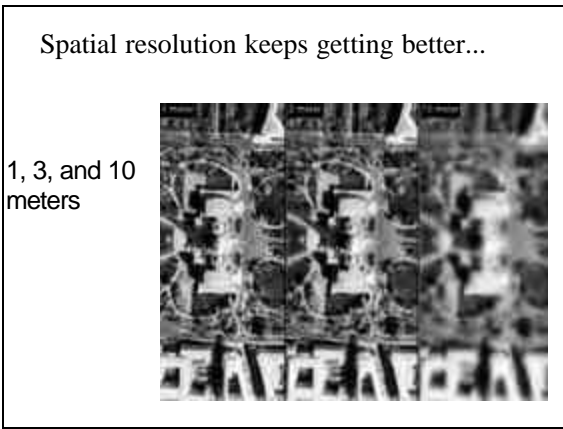 Spatial resolution keeps getting better...
1, 3, and 10
meters